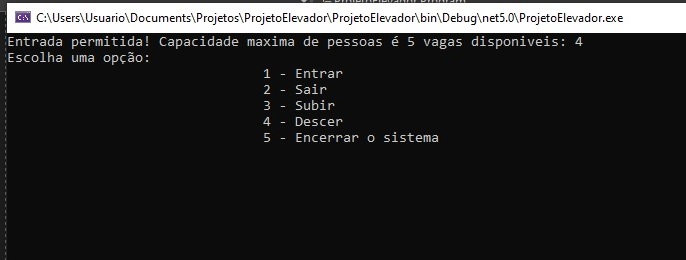 C:\Users\Usuario\Documents\Projetos\ProjetoElevador\ProjetoElevador\bin\Debug\net5.0\ProjetoElevador.exe
Entrada permitida! Capacidade maxima de pessoas é 5 vagas disponiveis: 4
Escolha uma opção:
1 - Entrar
2 - Sair
3 - Subir
4 - Descer
5 - Encerrar o sistema